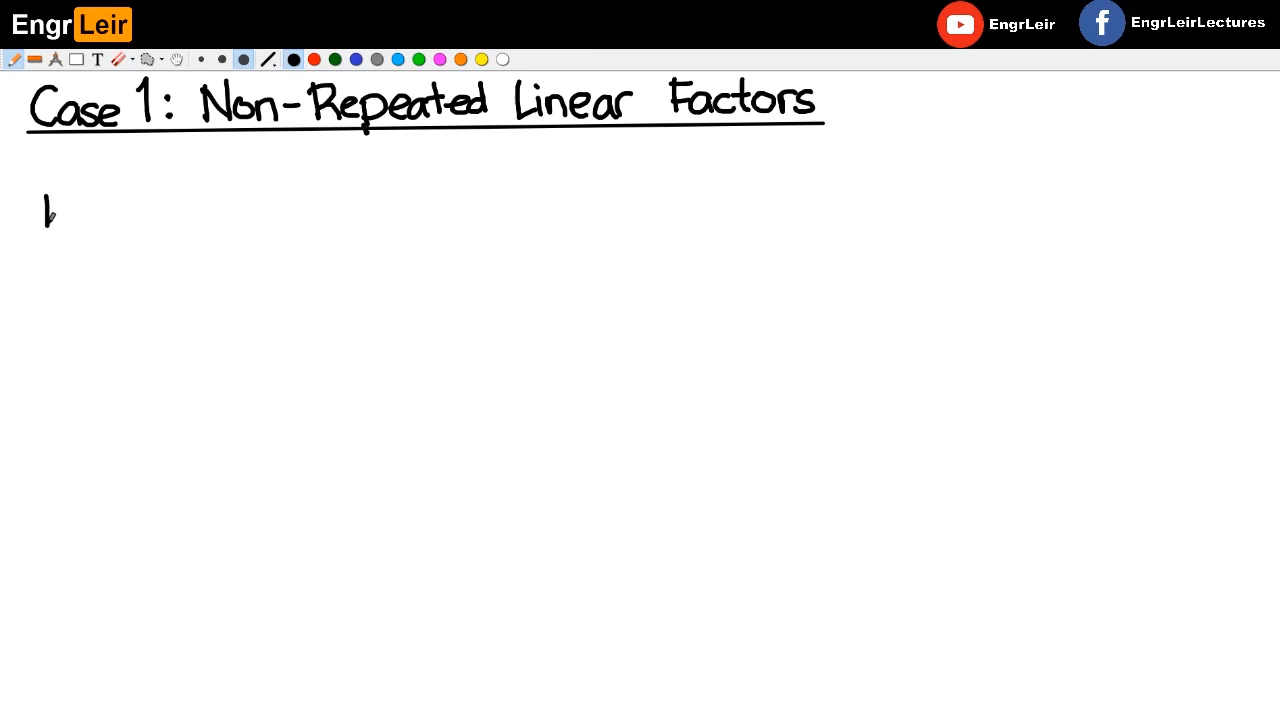 EngrLeir
EngrLeir
EngrLeirLectures
T
Case 1: Non-Repeated Linear Factors